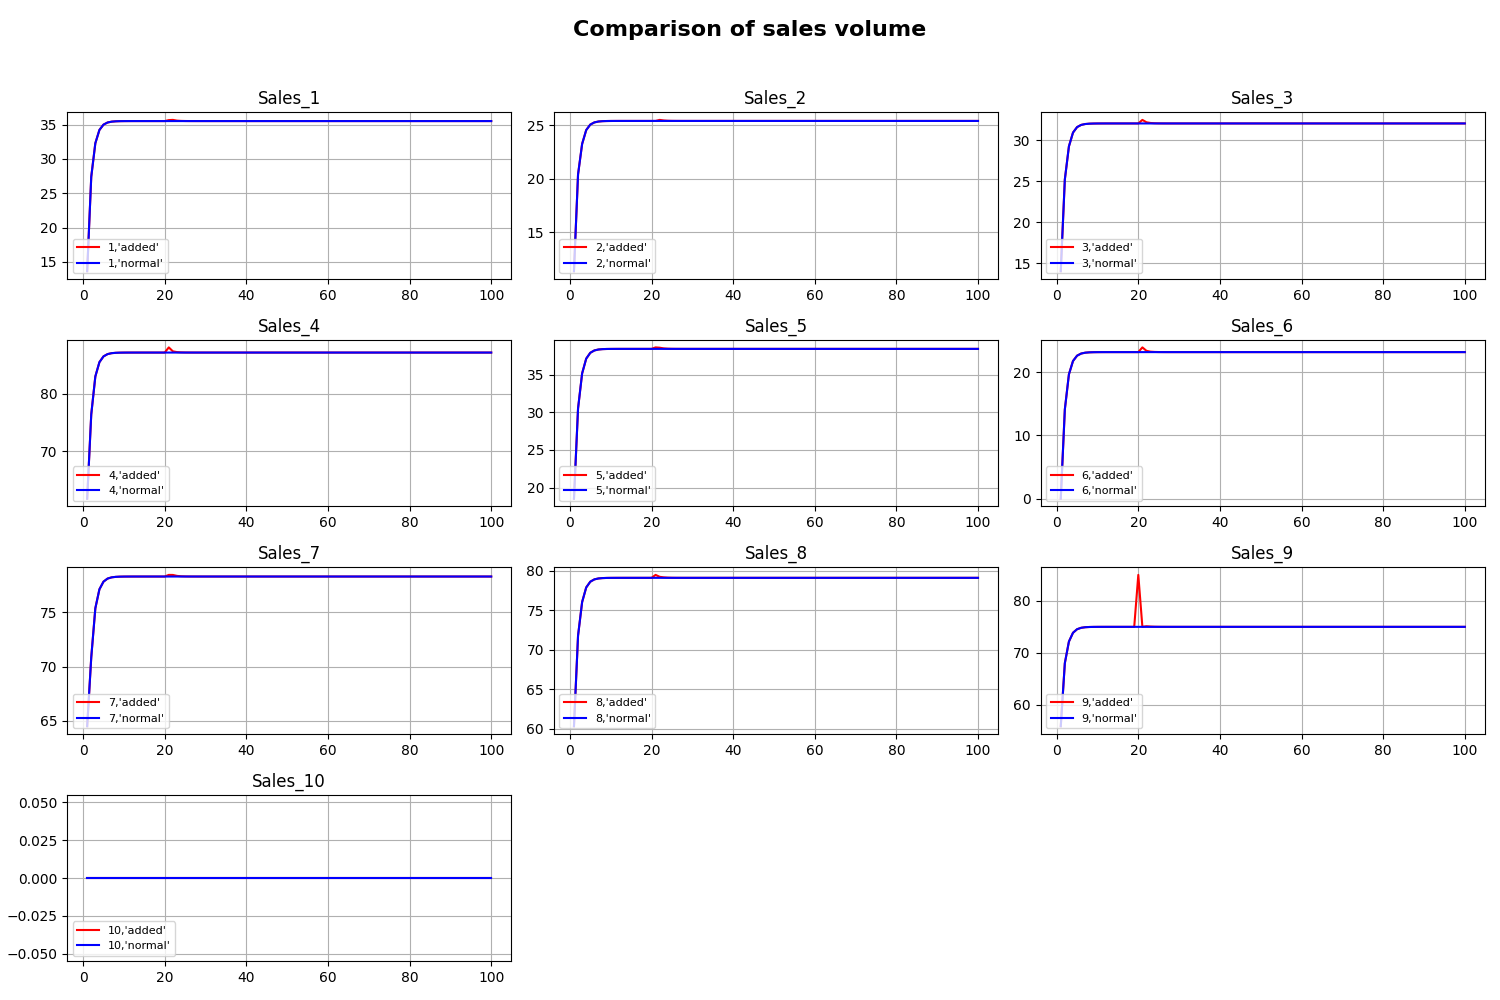 Comparison of sales volume
Sales_1
35
30
25
20
15
1,'added'
1,'normal'
0 20 40 60 80 100
Sales_2
25
20
15
2,'added'
2,'normal'
0 20 40 60 80 100
Sales_3
30
25
20
15
3,'added'
3,'normal'
0 20 40 60 80 100
Sales_4
80
70
4,'added'
4,'normal'
0 20 40 60 80 100
Sales_5
35
30
25
20
5,'added'
5,'normal'
0 20 40 60 80 100
Sales_6
20
10
0
6,'added'
6,'normal'
0 20 40 60 80 100
Sales_7
75
70
65
7,'added'
7,'normal'
0 20 40 60 80 100
Sales_8
80
75
70
65
60
8,'added'
8,'normal'
0 20 40 60 80 100
Sales_9
80
70
60
9,'added'
9,'normal'
0 20 40 60 80 100
Sales_10
0.050
0.025
0.000
−0.025
−0.050
10,'added'
10,'normal'
0 20 40 60 80 100